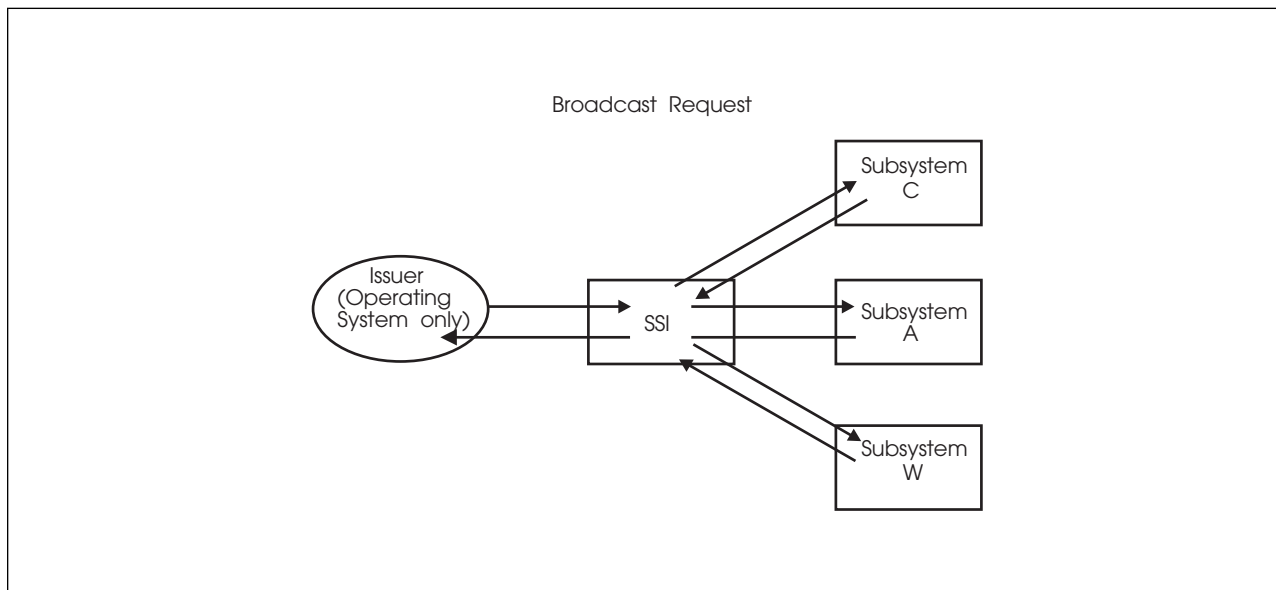 Broadcast Request
Subsystem
C
Issuer
(Operating
System only)
SSI
Subsystem
A
Subsystem
W